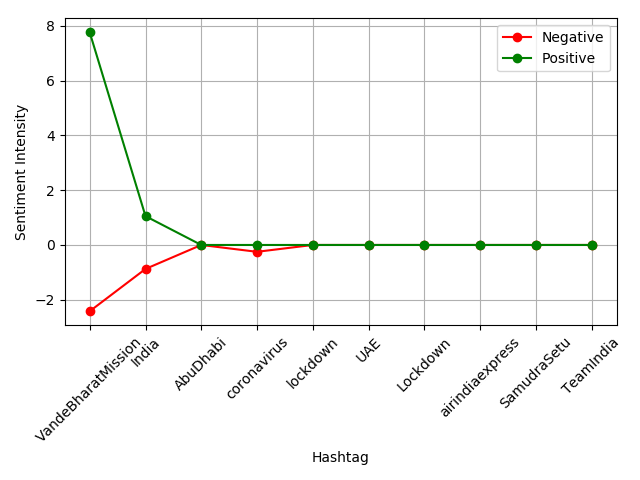 8
6
4
2
0
−2
Sentiment Intensity
Negative
Positive
VandeBharatMission
India
AbuDhabi
coronavirus
lockdown
UAE
Lockdown
airindiaexpress
SamudraSetu
TeamIndia
Hashtag